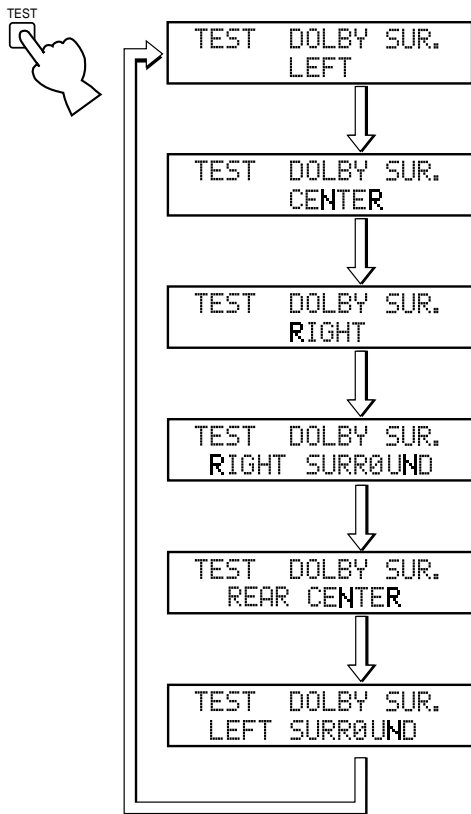 TEST
TEST DOLBY SUR.
LEFT
TEST DOLBY SUR.
CENTER
TEST DOLBY SUR.
RIGHT
TEST DOLBY SUR.
RIGHT SURR0UND
TEST DOLBY SUR.
REAR CENTER
TEST DOLBY SUR.
LEFT SURR0UND